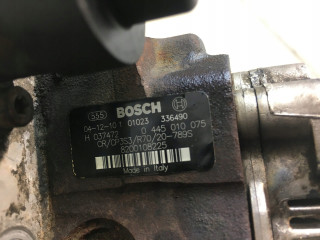 555 BOSCH
04-12-10 1 01023 336490
H 037472 0 445 010 075
CR/CP3S3/R70/20-789S
8200108225
Made in Italy